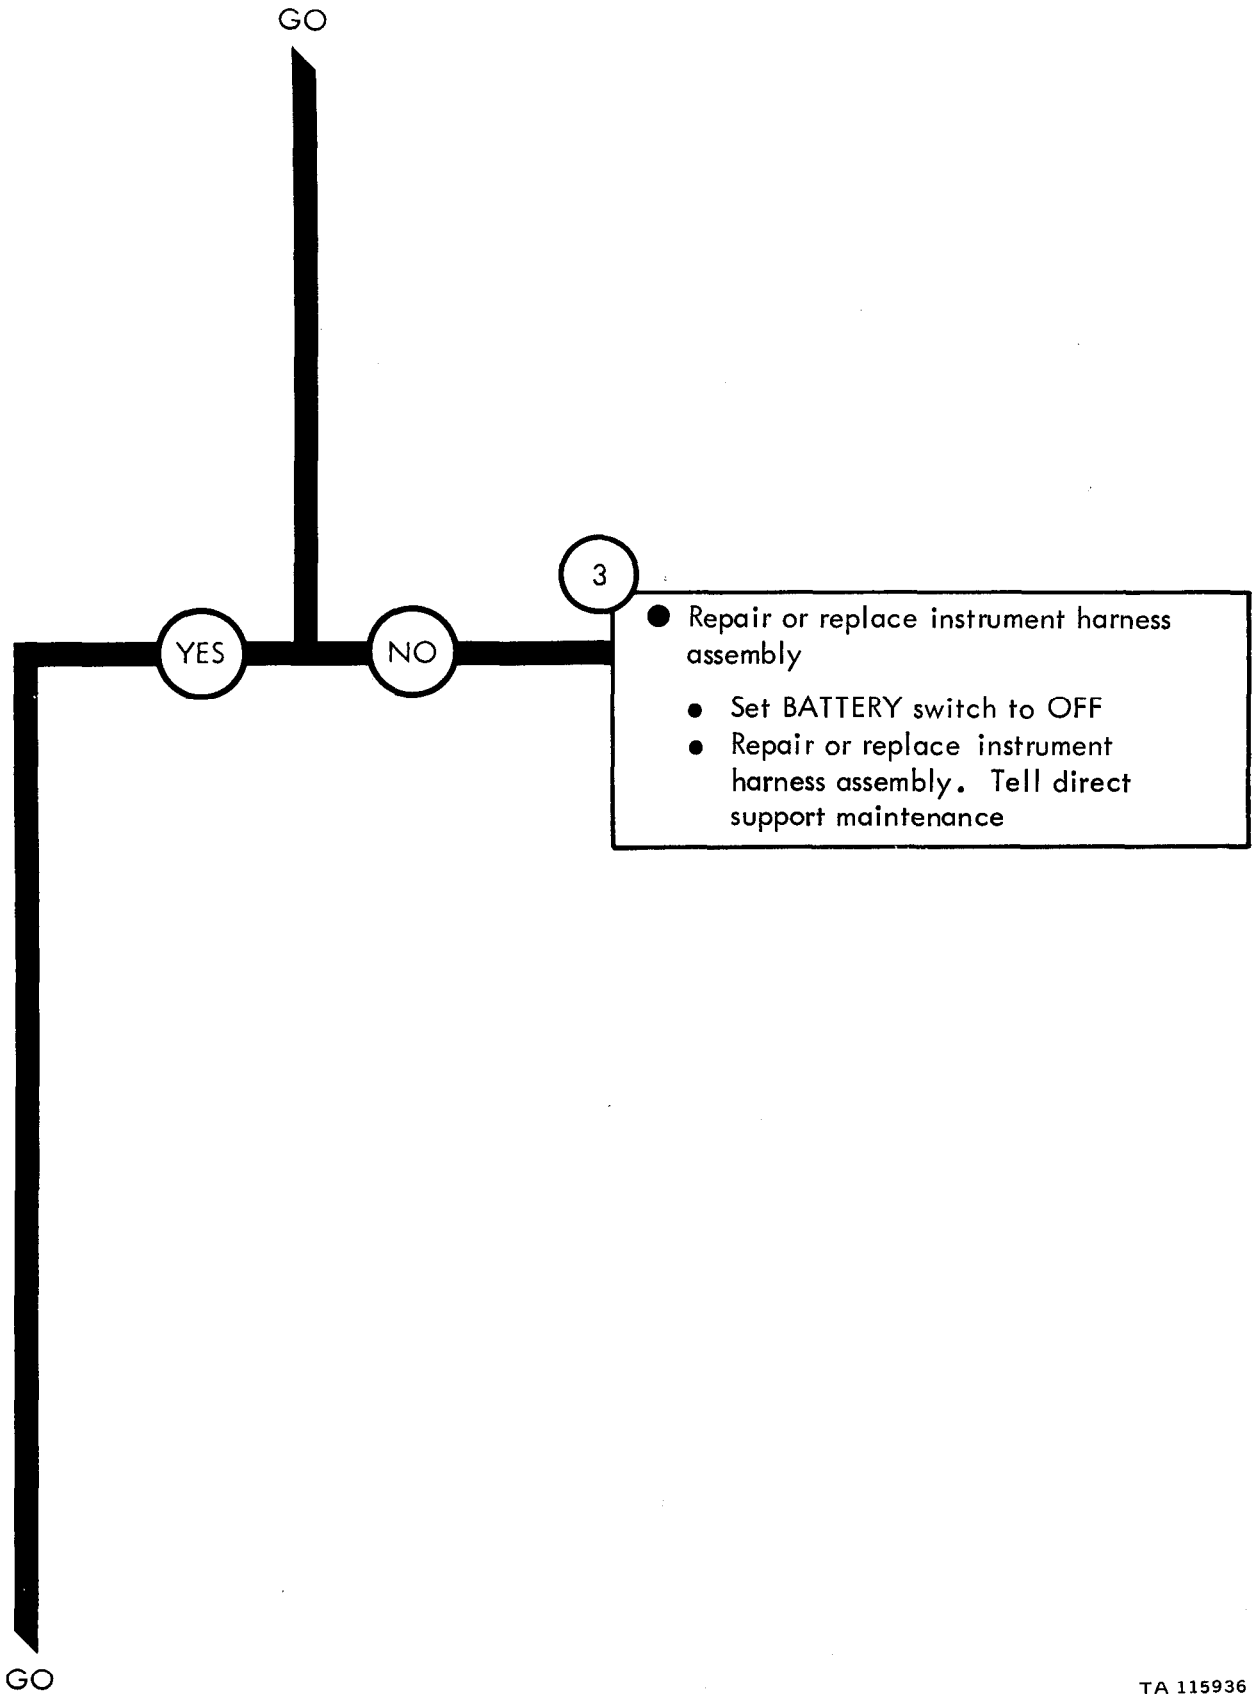 GO
3
YES
NO
● Repair or replace instrument harness
assembly
● Set BATTERY switch to OFF
● Repair or replace instrument
harness assembly. Tell direct
support maintenance
GO
TA 115936